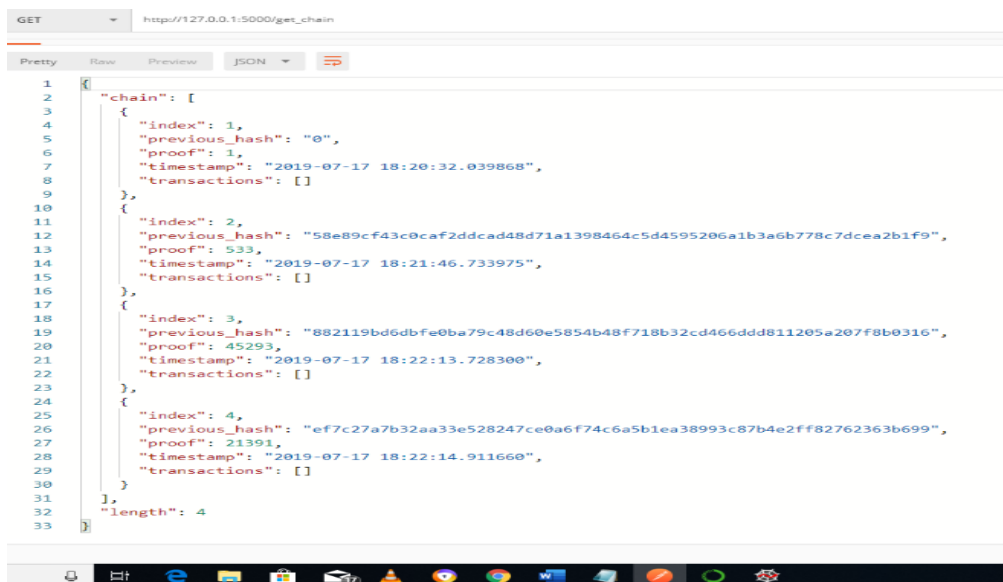 GET http://127.0.0.1:5000/get_chain
Pretty Raw Preview JSON
1 {
2 "chain": [
3 {
4 "index": 1,
5 "previous_hash": "0",
6 "proof": 1,
7 "timestamp": "2019-07-17 18:20:32.039868",
8 "transactions": []
9 },
10 {
11 "index": 2,
12 "previous_hash": "58e89cf43c0caf2ddcad48d71a1398464c5d4595206a1b3a6b778c7dcea2b1f9",
13 "proof": 533,
14 "timestamp": "2019-07-17 18:21:46.733975",
15 "transactions": []
16 },
17 {
18 "index": 3,
19 "previous_hash": "882119bd6dbfe0ba79c48d60e5854b48f718b32cd466ddd811205a207f8b0316",
20 "proof": 45293,
21 "timestamp": "2019-07-17 18:22:13.728300",
22 "transactions": []
23 },
24 {
25 "index": 4,
26 "previous_hash": "ef7c27a7b32aa33e528247ce0a6f74c6a5b1ea38993c87b4e2ff82762363b699",
27 "proof": 21391,
28 "timestamp": "2019-07-17 18:22:14.911660",
29 "transactions": []
30 }
31 ],
32 "length": 4
33 }